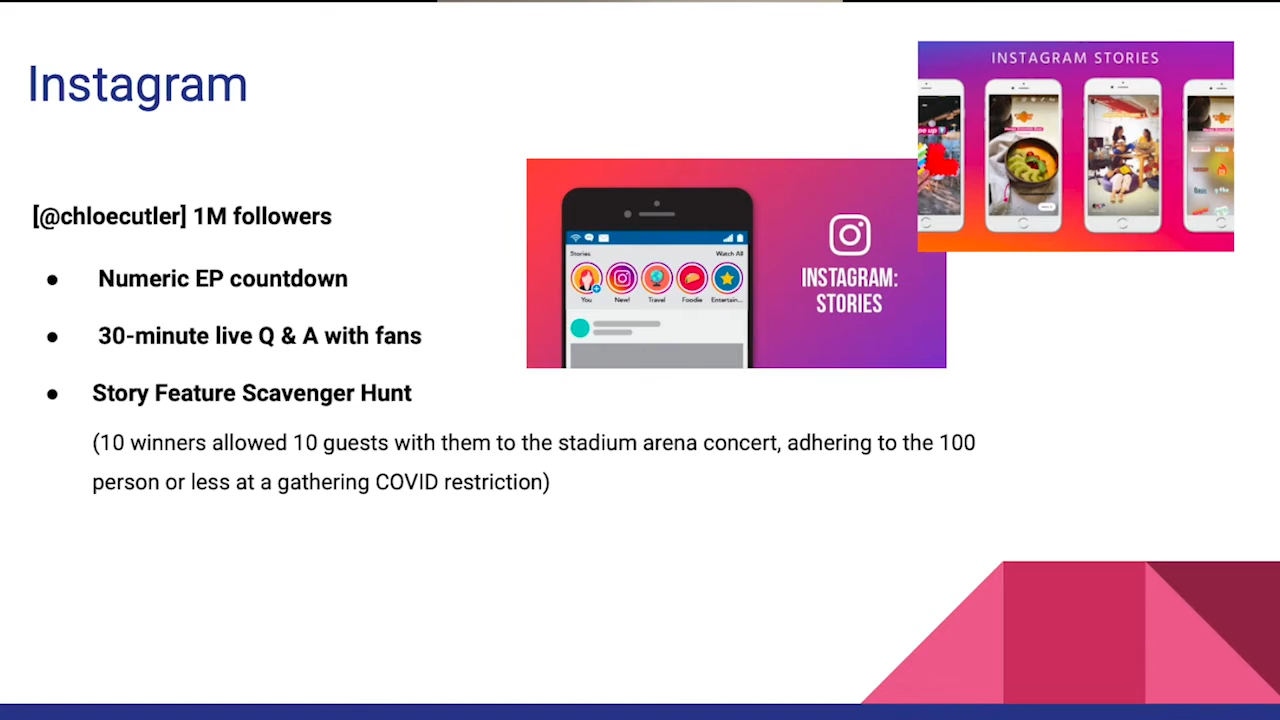 Instagram
[@chloecutler] 1M followers
● Numeric EP countdown
● 30-minute live Q & A with fans
● Story Feature Scavenger Hunt
(10 winners allowed 10 guests with them to the stadium arena concert, adhering to the 100
person or less at a gathering COVID restriction)
Stories
Watch All
You New! Travel Foodie Entertain...
INSTAGRAM:
STORIES
INSTAGRAM STORIES